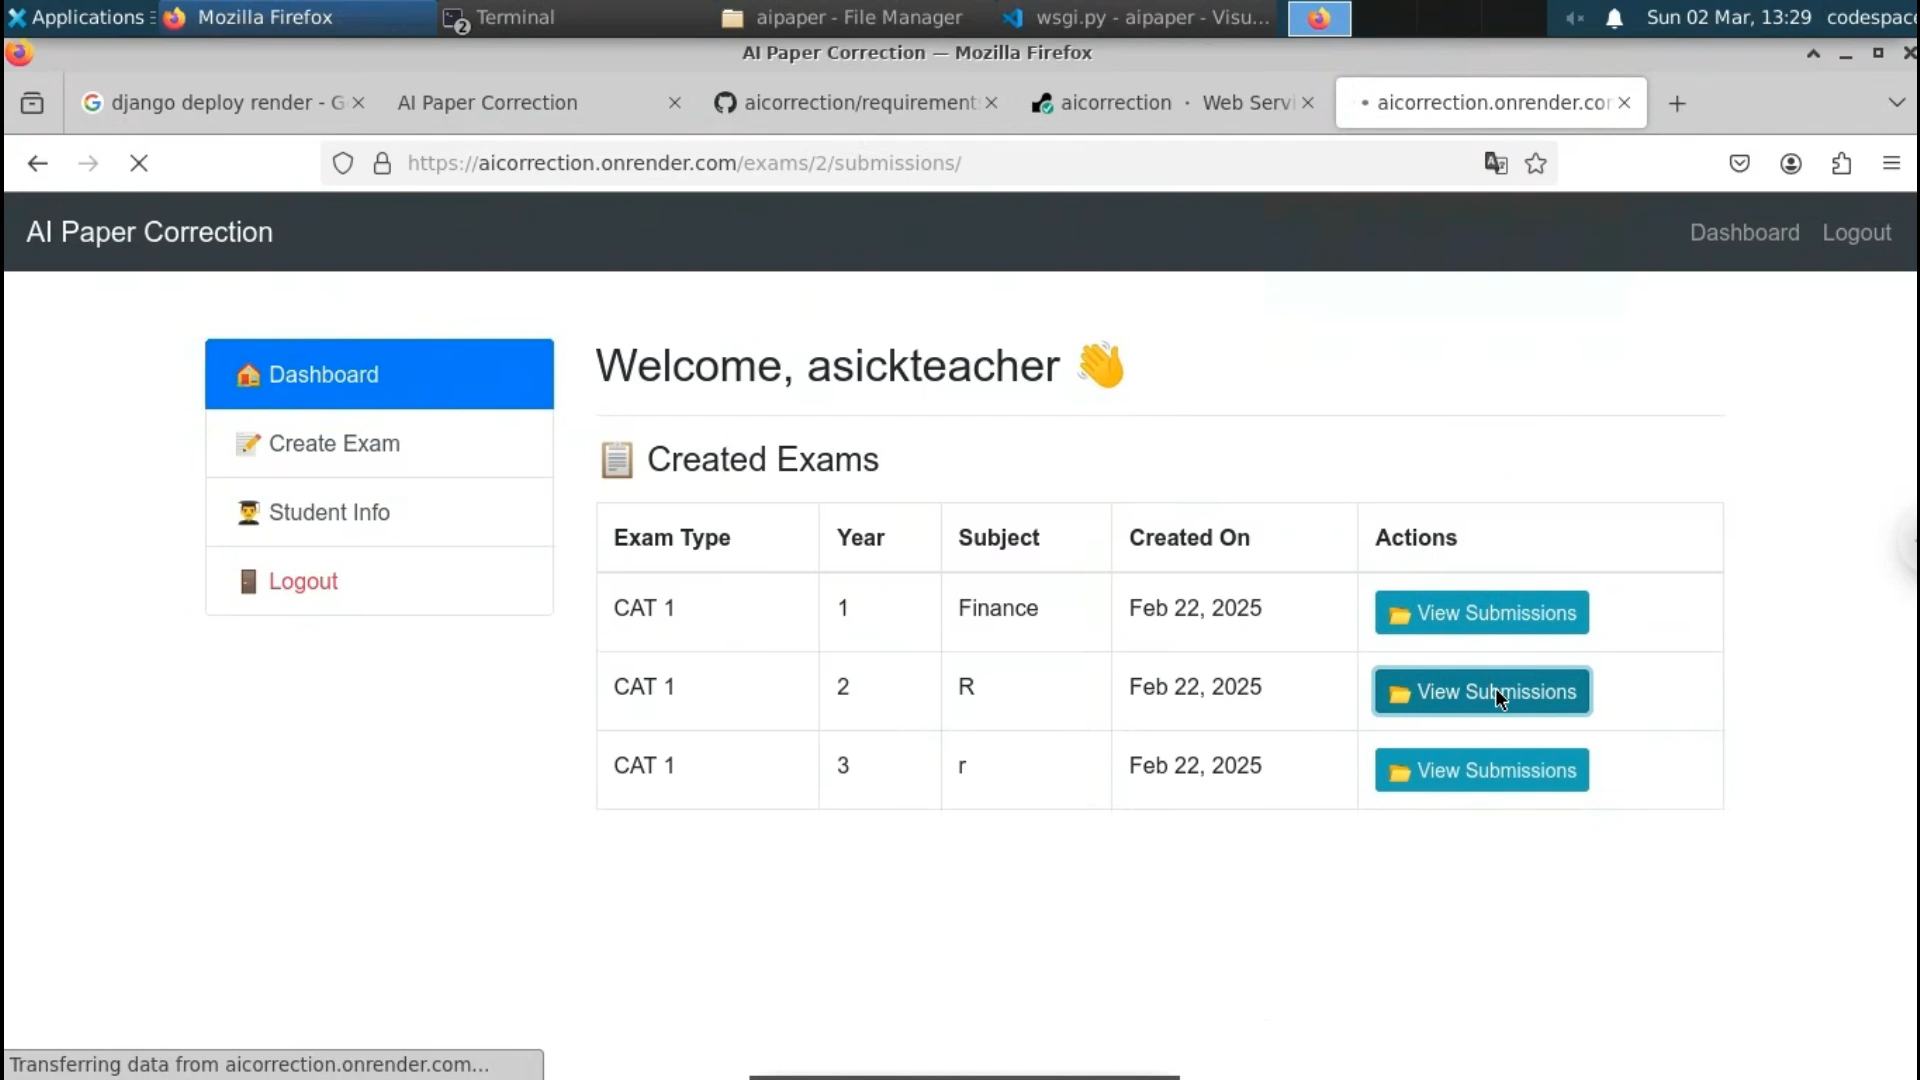 Applications Mozilla Firefox 2 Terminal aipaper - File Manager wsgi.py - aipaper - Visu... Sun 02 Mar, 13:29 codespace
AI Paper Correction — Mozilla Firefox
django deploy render - G AI Paper Correction aicorrection/requirement aicorrection · Web Servi aicorrection.onrender.cor
https://aicorrection.onrender.com/exams/2/submissions/
AI Paper Correction Dashboard Logout
Dashboard
Create Exam
Student Info
Logout
Welcome, asickteacher
Created Exams
Exam Type Year Subject Created On Actions
CAT 1 1 Finance Feb 22, 2025 View Submissions
CAT 1 2 R Feb 22, 2025 View Submissions
CAT 1 3 r Feb 22, 2025 View Submissions
Transferring data from aicorrection.onrender.com...